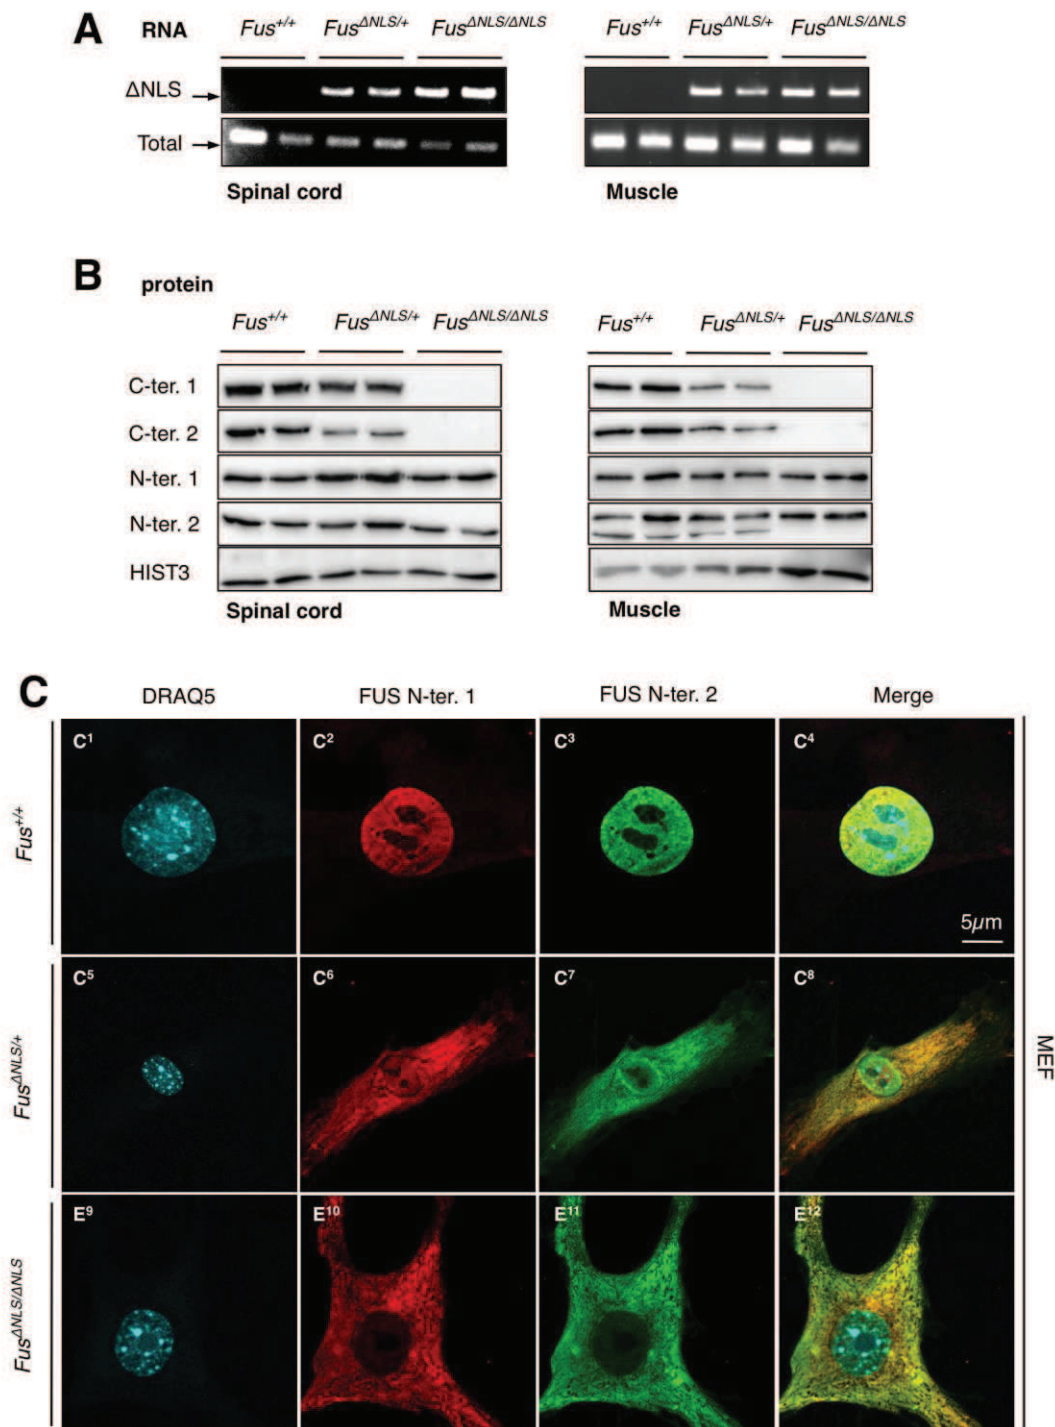 A RNA Fus+/+ FusΔNLS/+ FusΔNLS/ΔNLS Fus+/+ FusΔNLS/+ FusΔNLS/ΔNLS
ΔNLS
Total
Spinal cord Muscle
B protein
Fus+/+ FusΔNLS/+ FusΔNLS/ΔNLS Fus+/+ FusΔNLS/+ FusΔNLS/ΔNLS
C-ter. 1
C-ter. 2
N-ter. 1
N-ter. 2
HIST3
Spinal cord Muscle
C DRAQ5 FUS N-ter. 1 FUS N-ter. 2 Merge
Fus+/+
C1 C2 C3 C4
5µm
FusΔNLS/+
C5 C6 C7 C8
MEF
FusΔNLS/ΔNLS
E9 E10 E11 E12